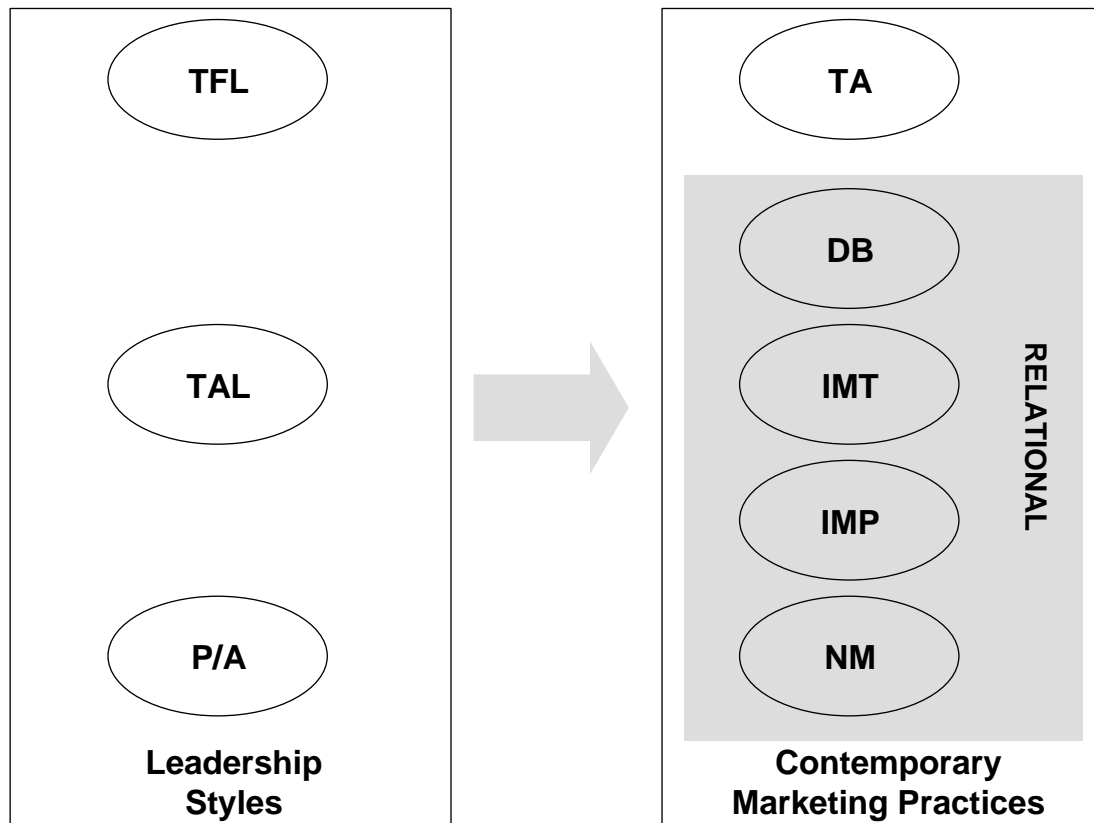 TFL
TAL
P/A
Leadership
Styles
TA
DB
IMT
IMP
NM
RELATIONAL
Contemporary
Marketing Practices